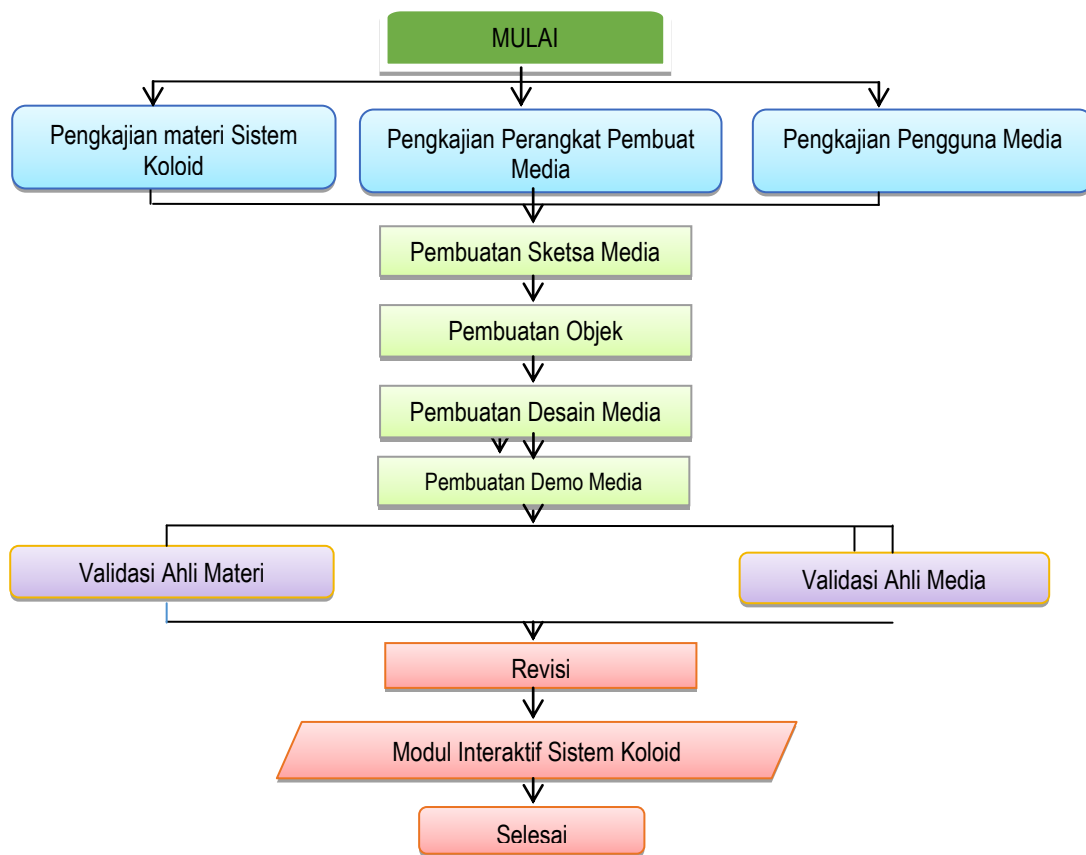 MULAI
Pengkajian materi Sistem
Koloid
Pengkajian Perangkat Pembuat
Media
Pengkajian Pengguna Media
Pembuatan Sketsa Media
Pembuatan Objek
Pembuatan Desain Media
Pembuatan Demo Media
Validasi Ahli Materi
Validasi Ahli Media
Revisi
Modul Interaktif Sistem Koloid
Selesai